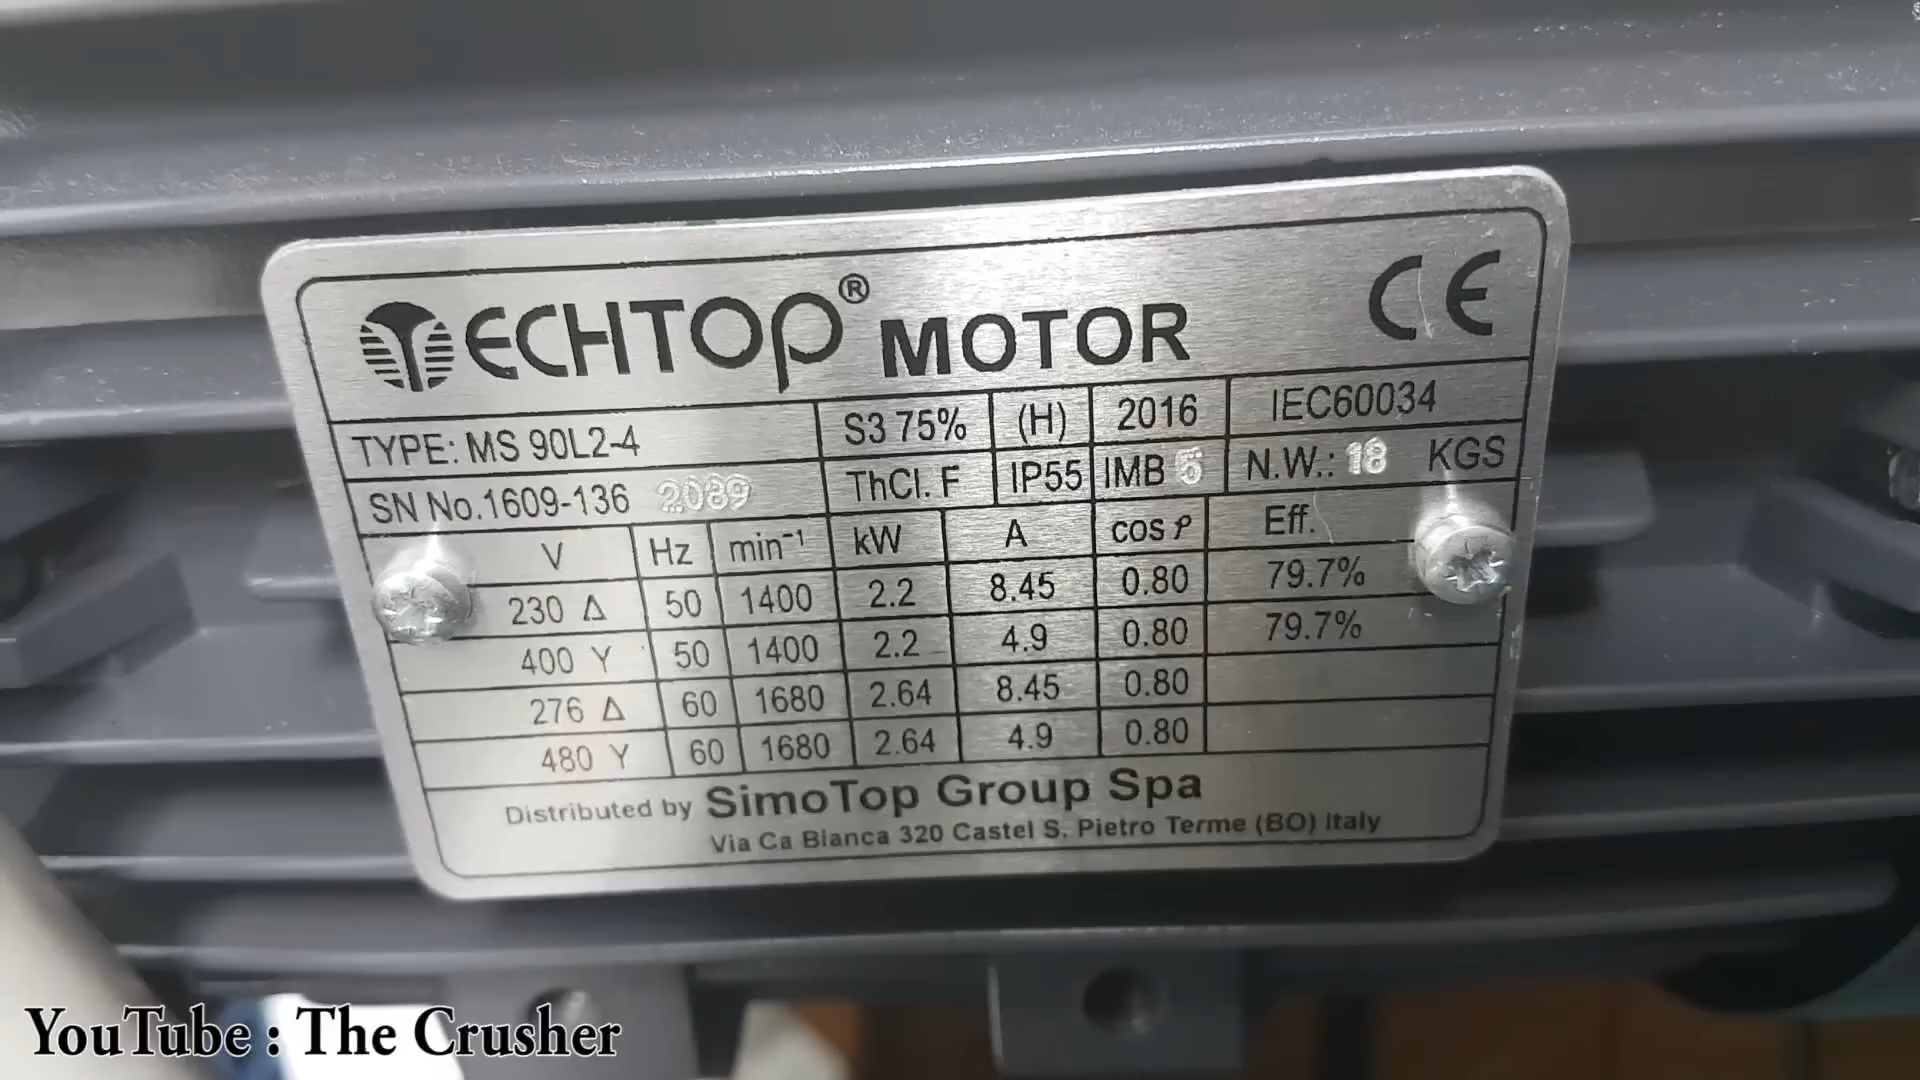 TECHTOP® MOTOR CE
TYPE: MS 90L2-4 S3 75% (H) 2016 IEC60034
SN No.1609-136 2089 ThCl. F IP55 IMB 5 N.W.: 18 KGS
V Hz min⁻¹ kW A cos ρ Eff.
230 Δ 50 1400 2.2 8.45 0.80 79.7%
400 Y 50 1400 2.2 4.9 0.80 79.7%
276 Δ 60 1680 2.64 8.45 0.80
480 Y 60 1680 2.64 4.9 0.80
Distributed by SimoTop Group Spa
Via Ca Bianca 320 Castel S. Pietro Terme (BO) Italy
YouTube : The Crusher